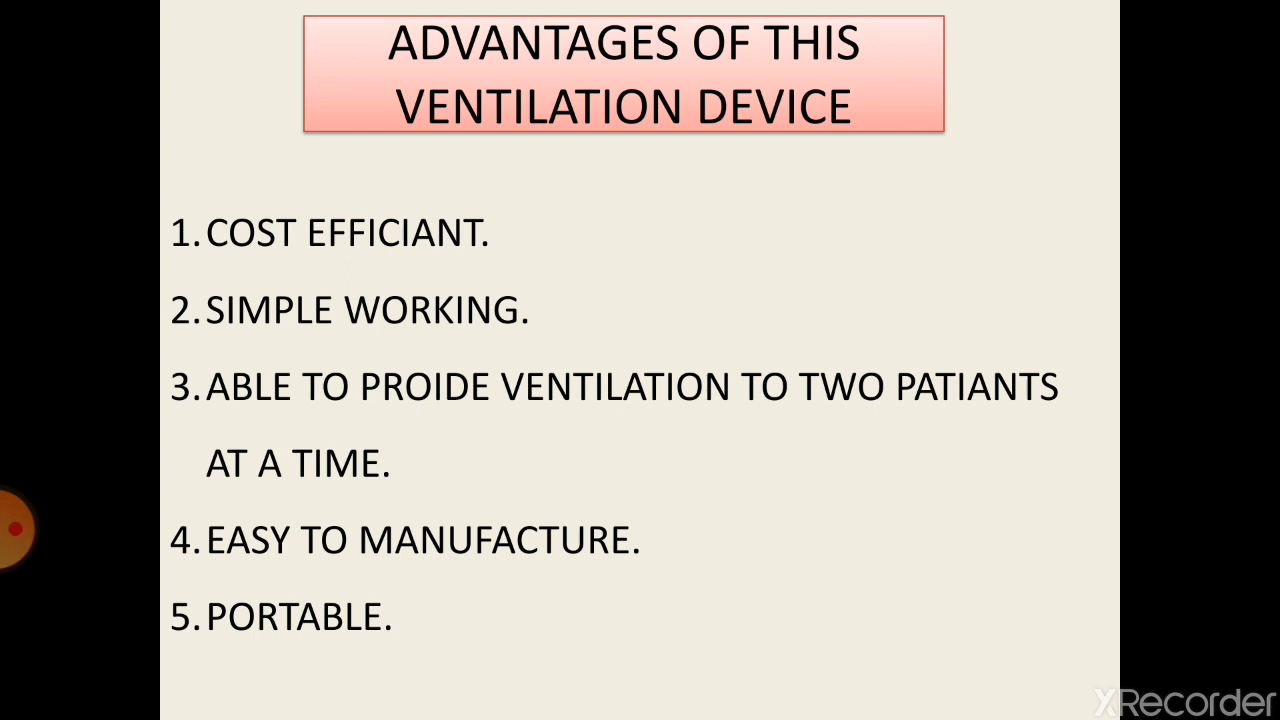 ADVANTAGES OF THIS
VENTILATION DEVICE
1. COST EFFICIANT.
2. SIMPLE WORKING.
3. ABLE TO PROIDE VENTILATION TO TWO PATIANTS
AT A TIME.
4. EASY TO MANUFACTURE.
5. PORTABLE.
XRecorder